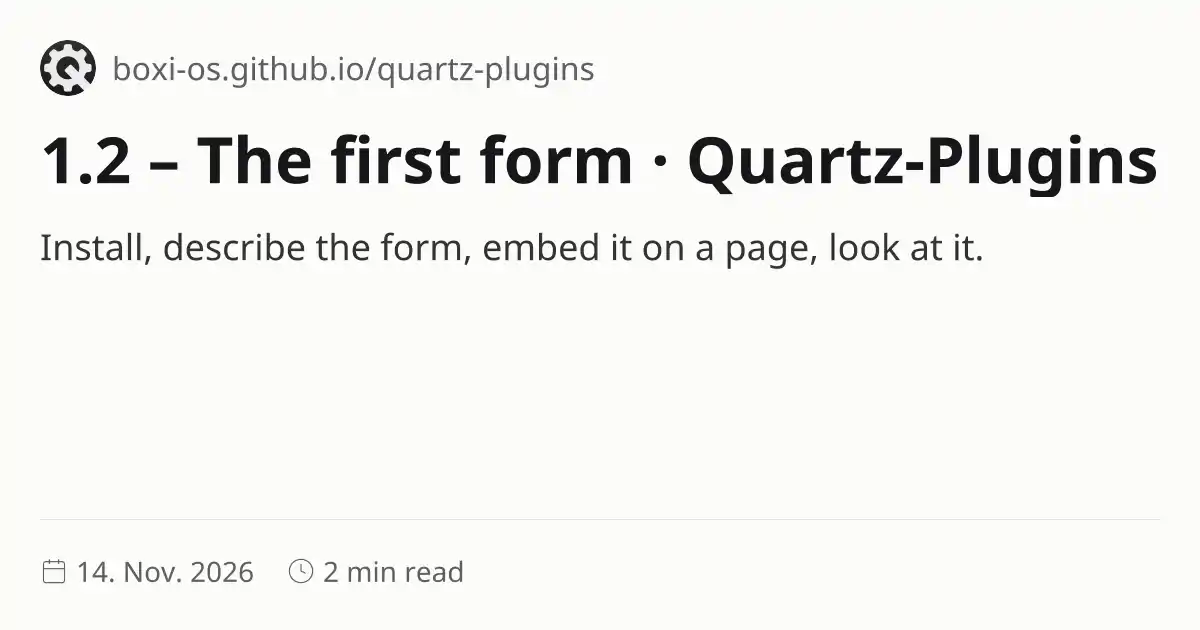 boxi-os.github.io/quartz-plugins
1.2 – The first form · Quartz-Plugins
Install, describe the form, embed it on a page, look at it.
14. Nov. 2026 2 min read